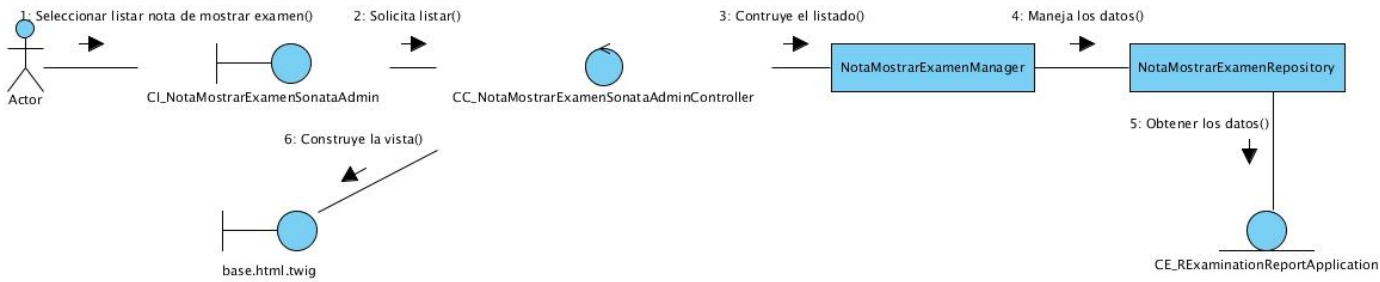 1: Seleccionar listar nota de mostrar examen()
2: Solicita listar()
3: Contruye el listado()
4: Maneja los datos()
NotaMostrarExamenManager
NotaMostrarExamenRepository
Actor
CI_NotaMostrarExamenSonataAdmin
CC_NotaMostrarExamenSonataAdminController
5: Obtener los datos()
6: Construye la vista()
base.html.twig
CE_RExaminationReportApplication